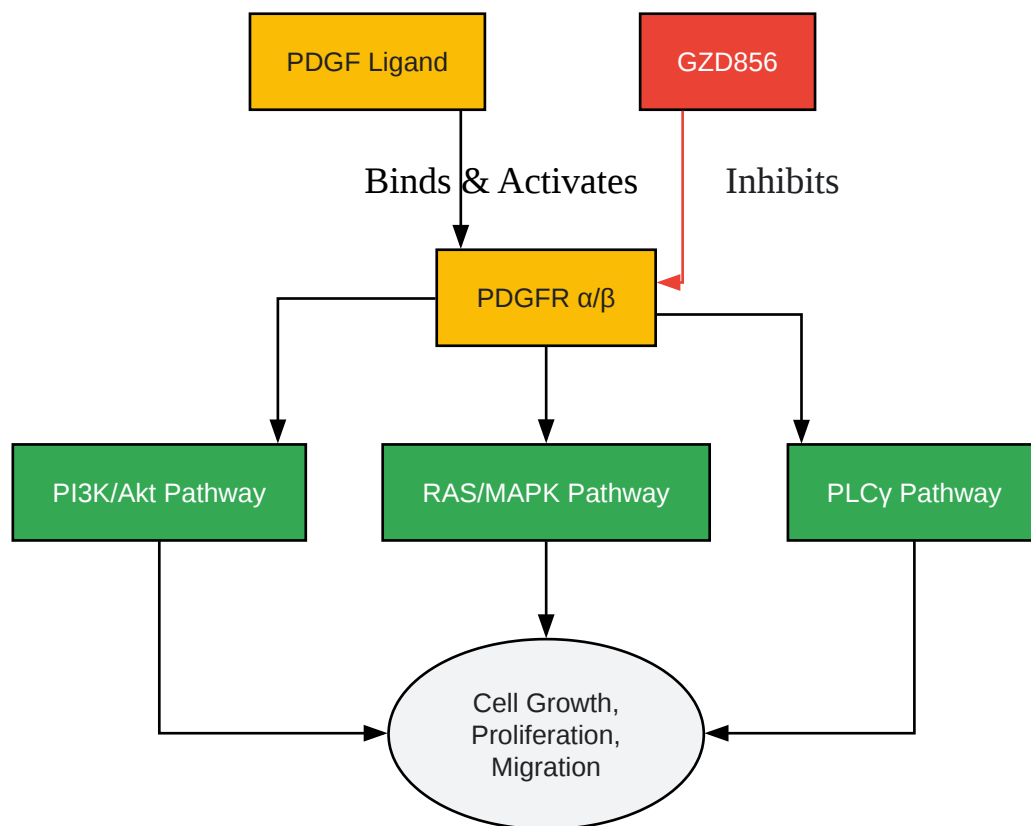 PDGF Ligand
GZD856
Binds & Activates
Inhibits
PDGFR α/β
PI3K/Akt Pathway
RAS/MAPK Pathway
PLCγ Pathway
Cell Growth,
Proliferation,
Migration